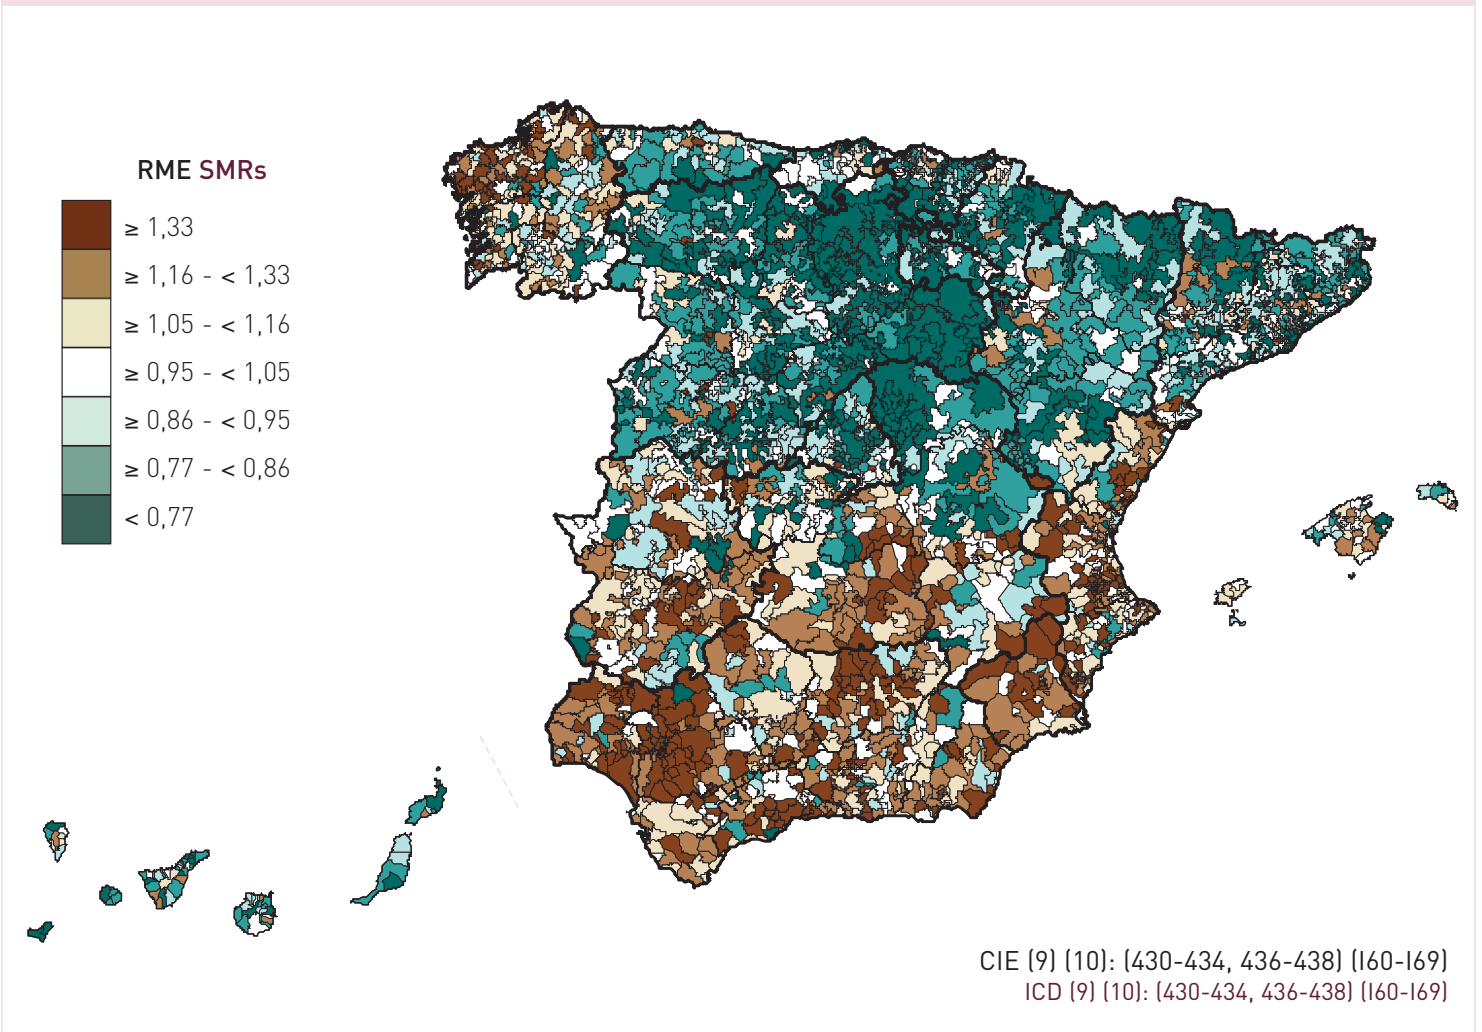 RME SMRs
≥ 1,33
≥ 1,16 - < 1,33
≥ 1,05 - < 1,16
≥ 0,95 - < 1,05
≥ 0,86 - < 0,95
≥ 0,77 - < 0,86
< 0,77
CIE (9) (10): (430-434, 436-438) (I60-I69)
ICD (9) (10): (430-434, 436-438) (I60-I69)